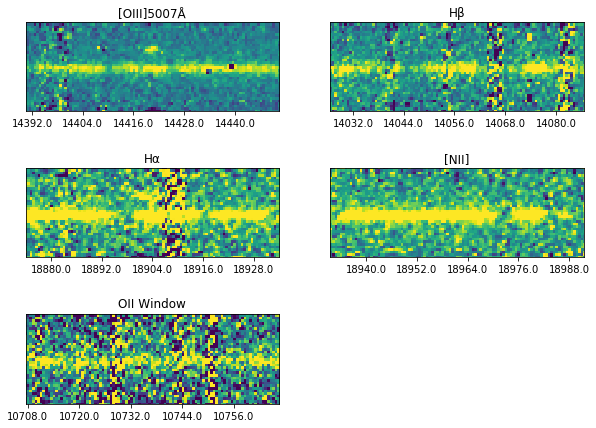 [OIII]5007Å
14392.0 14404.0 14416.0 14428.0 14440.0
Hβ
14032.0 14044.0 14056.0 14068.0 14080.0
Hα
18880.0 18892.0 18904.0 18916.0 18928.0
[NII]
18940.0 18952.0 18964.0 18976.0 18988.0
OII Window
10708.0 10720.0 10732.0 10744.0 10756.0